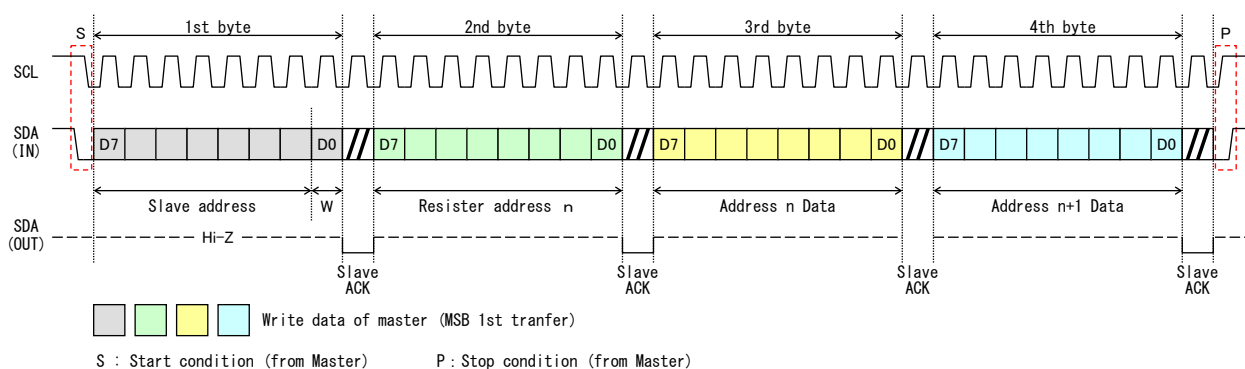 1st byte 2nd byte 3rd byte 4th byte
S P
SCL
SDA (IN) D7 D0 D7 D0 D7 D0 D7 D0
Slave address W Resister address n Address n Data Address n+1 Data
SDA (OUT) Hi-Z
Slave ACK Slave ACK Slave ACK Slave ACK
Write data of master (MSB 1st tranfer)
S : Start condition (from Master) P : Stop condition (from Master)